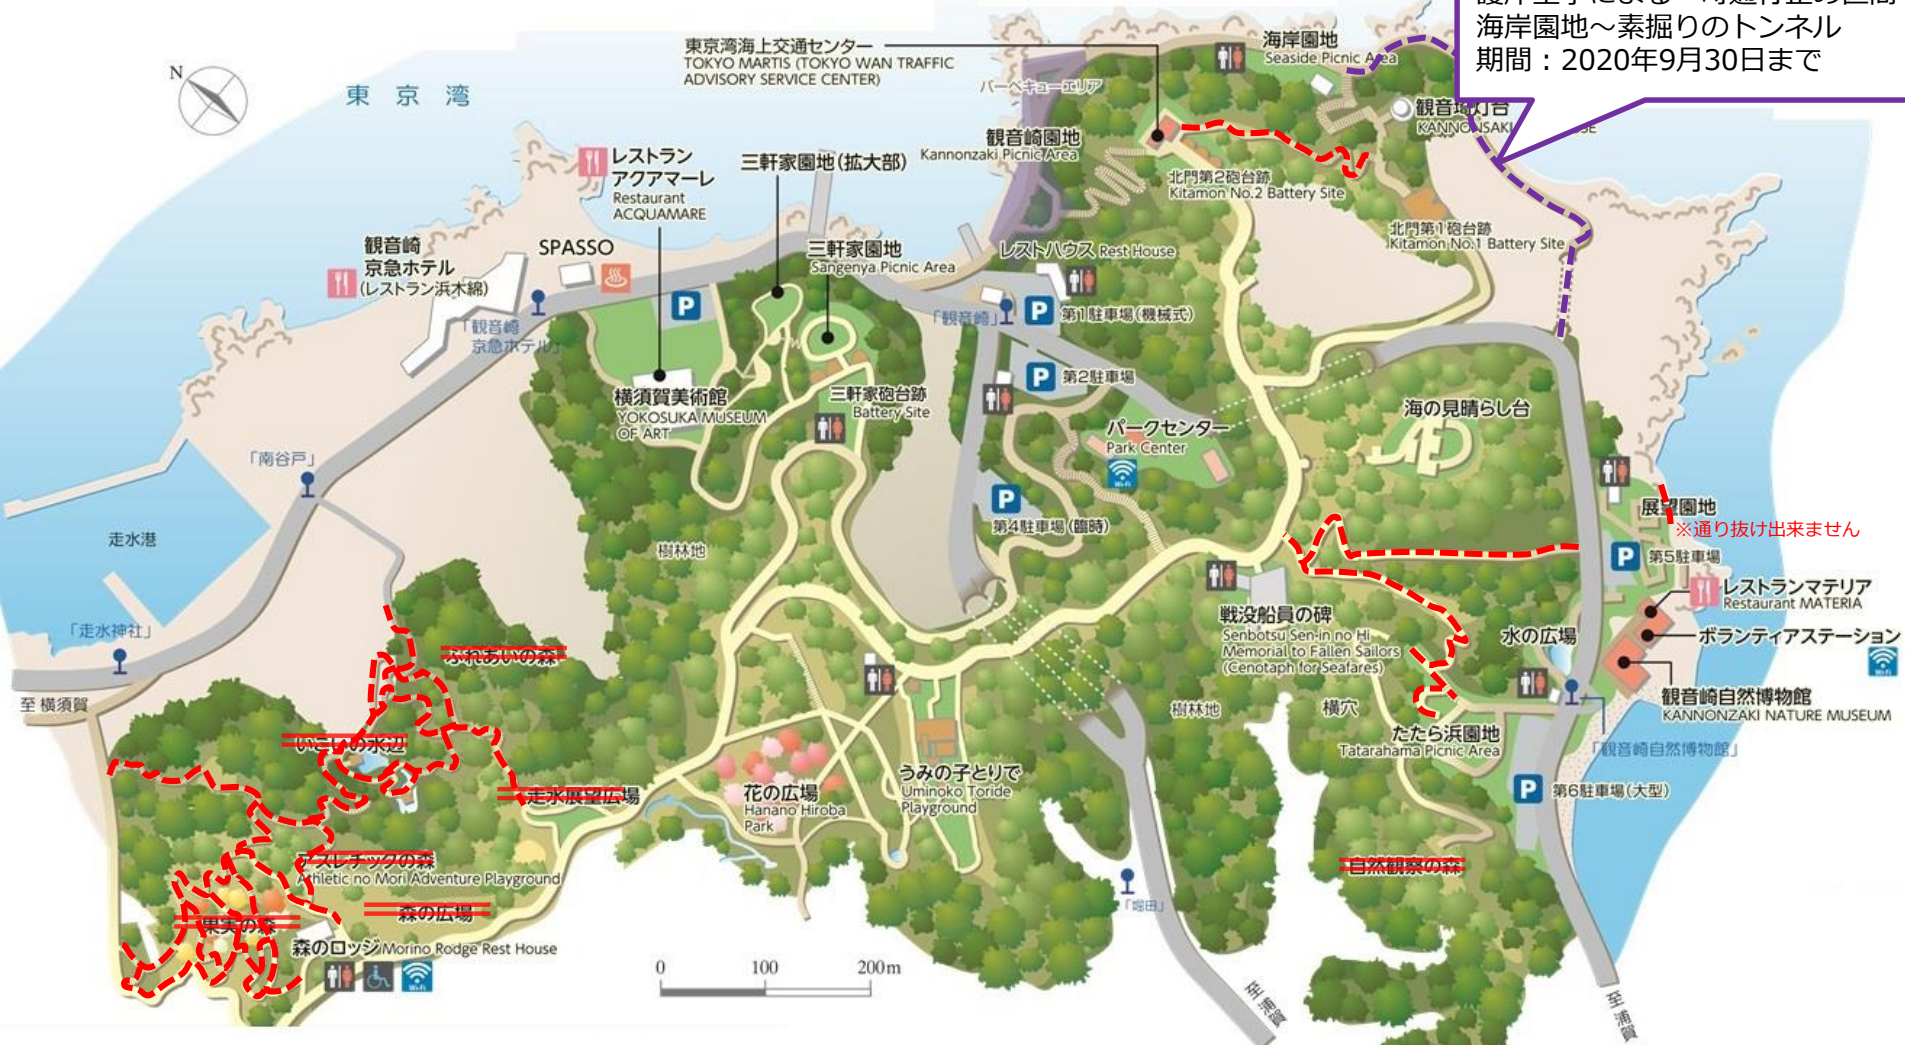 海岸園地～素掘りのトンネル
期間：2020年9月30日まで
N
東京湾
東京湾海上交通センター
TOKYO MARTIS (TOKYO WAN TRAFFIC
ADVISORY SERVICE CENTER)
バーベキューエリア
海岸園地
Seaside Picnic Area
観音埼灯台
観音崎園地
Kannonzaki Picnic Area
北門第2砲台跡
Kitamon No.2 Battery Site
北門第1砲台跡
Kitamon No.1 Battery Site
レストラン
アクアマーレ
Restaurant
ACQUAMARE
三軒家園地(拡大部)
三軒家園地
Sangenya Picnic Area
レストハウス Rest House
観音崎
京急ホテル
(レストラン浜木綿)
SPASSO
「観音崎
京急ホテル」
P
「観音崎」
P
第1駐車場(機械式)
P
第2駐車場
横須賀美術館
YOKOSUKA MUSEUM
OF ART
三軒家砲台跡
Battery Site
パークセンター
Park Center
Wi-Fi
海の見晴らし台
「南谷戸」
走水港
P
第4駐車場(臨時)
樹林地
展望園地
※通り抜け出来ません
P
第5駐車場
レストランマテリア
Restaurant MATERIA
ボランティアステーション
Wi-Fi
観音崎自然博物館
KANNONZAKI NATURE MUSEUM
「観音崎自然博物館」
水の広場
戦没船員の碑
Senbotsu Sen-in no Hi
Memorial to Fallen Sailors
(Cenotaph for Seafares)
「走水神社」
至 横須賀
ふれあいの森
いこいの水辺
走水展望広場
樹林地
横穴
たたら浜園地
Tatarahama Picnic Area
P
第6駐車場(大型)
花の広場
Hanano Hiroba
Park
うみの子とりで
Uminoko Toride
Playground
アスレチックの森
Athletic no Mori Adventure Playground
森の広場
果実の森
森のロッジ Morino Rodge Rest House
Wi-Fi
自然観察の森
「堀田」
0 100 200m
至 浦賀
至 浦賀